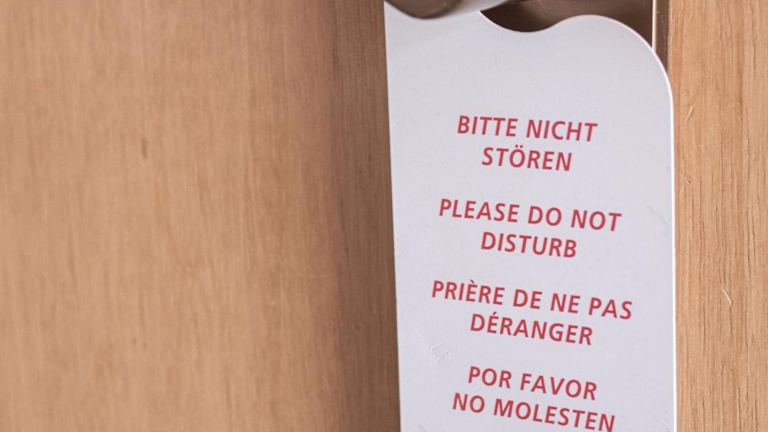 BITTE NICHT
STÖREN
PLEASE DO NOT
DISTURB
PRIÈRE DE NE PAS
DÉRANGER
POR FAVOR
NO MOLESTEN